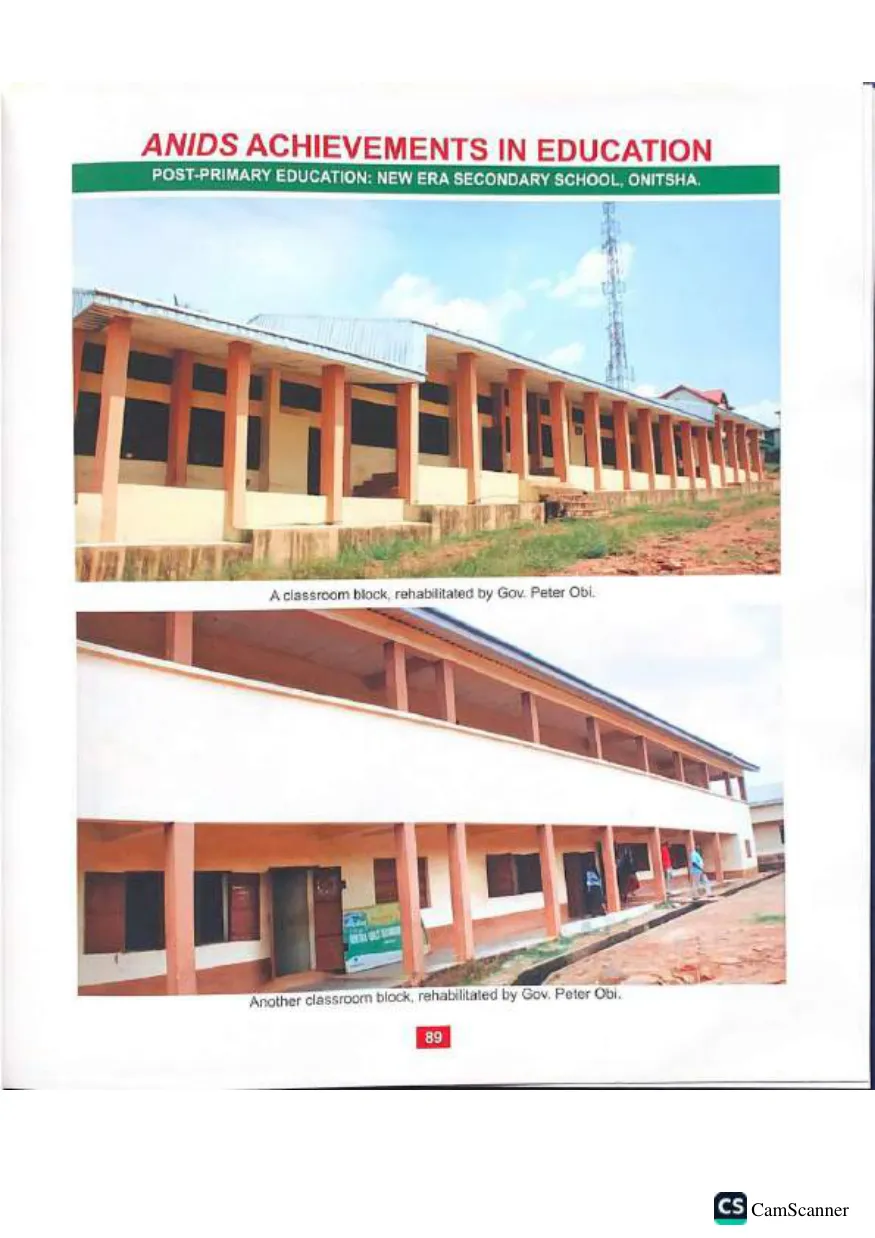 ANIDS ACHIEVEMENTS IN EDUCATION
POST-PRIMARY EDUCATION: NEW ERA SECONDARY SCHOOL, ONITSHA.
A classroom block, rehabilitated by Gov. Peter Obi.
Another classroom block, rehabilitated by Gov. Peter Obi.
89
CS CamScanner